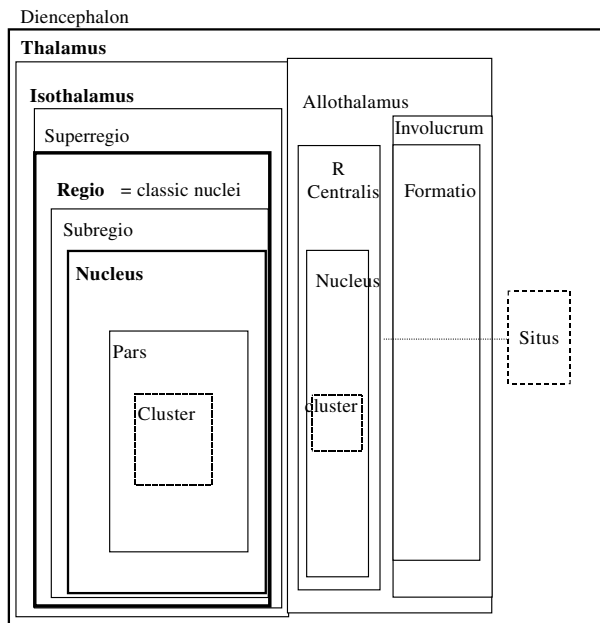 Diencephalon
Thalamus
Isothalamus
Superregio
Regio = classic nuclei
Subregio
Nucleus
Pars
Cluster
Allothalamus
R
Centralis
Nucleus
cluster
Involucrum
Formatio
Situs